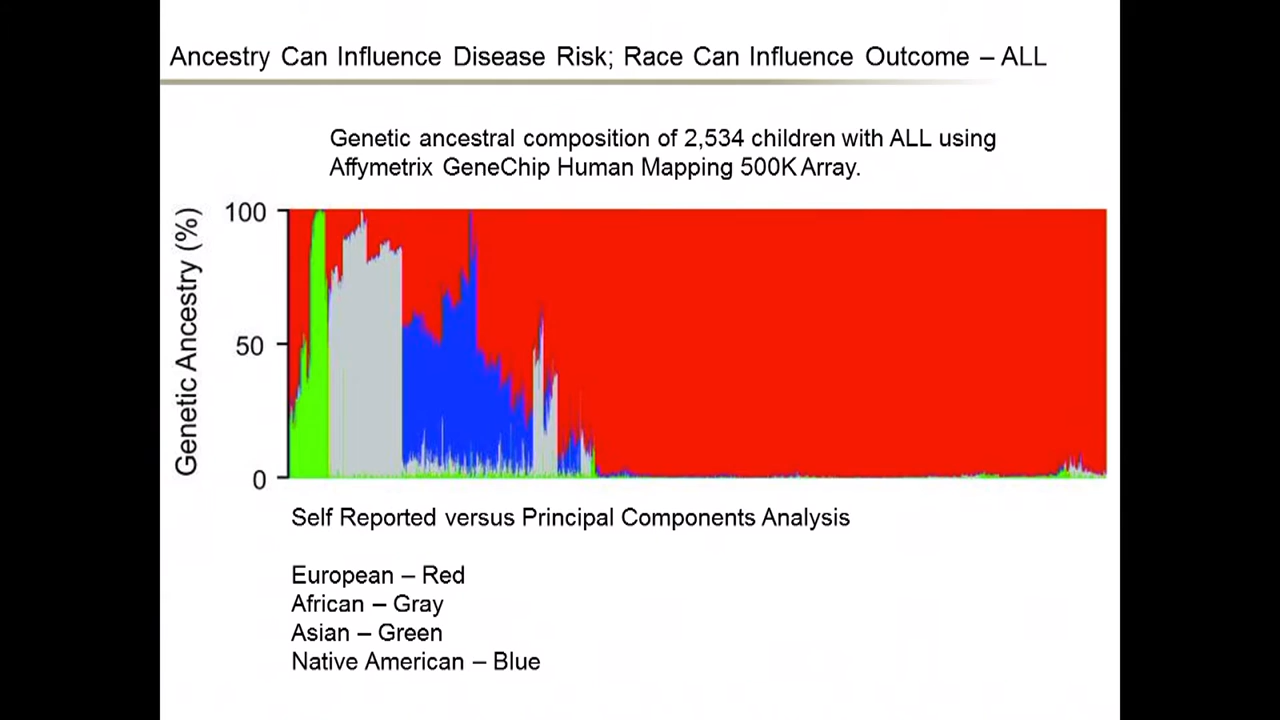 Ancestry Can Influence Disease Risk; Race Can Influence Outcome – ALL
Genetic ancestral composition of 2,534 children with ALL using
Affymetrix GeneChip Human Mapping 500K Array.
Genetic Ancestry (%)
100
50
0
Self Reported versus Principal Components Analysis
European – Red
African – Gray
Asian – Green
Native American – Blue